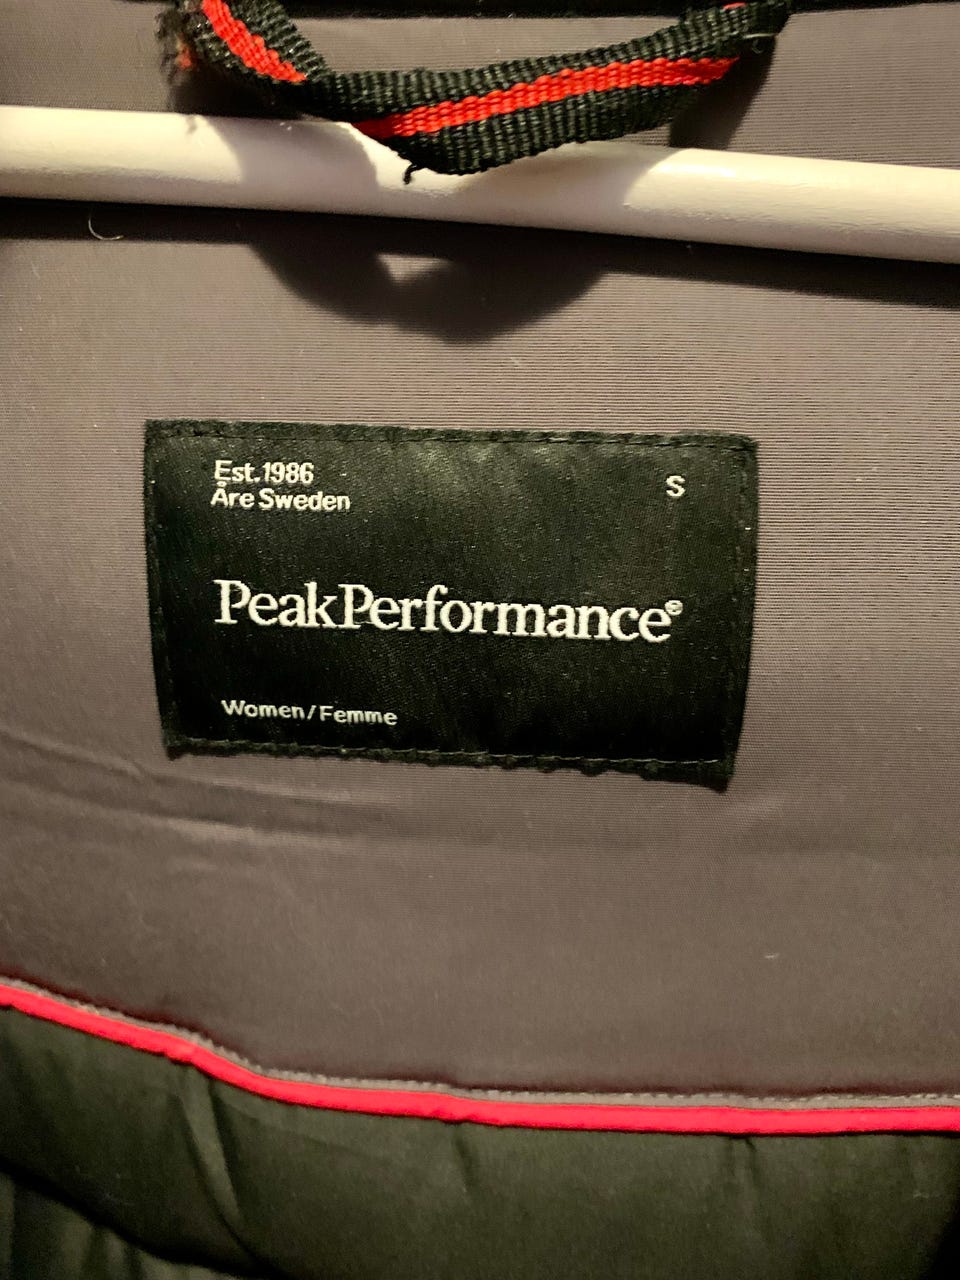 Est. 1986
Åre Sweden
S
PeakPerformance®
Women/Femme